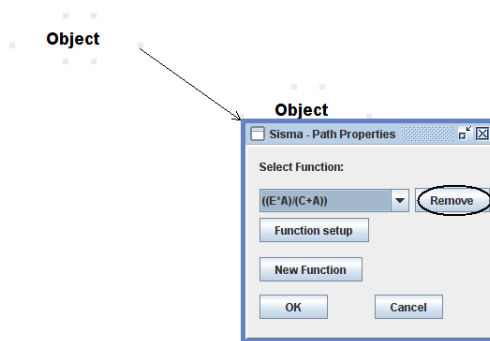 Object
Object
Sisma - Path Properties
Select Function:
((E*A)/(C+A))
Remove
Function setup
New Function
OK
Cancel